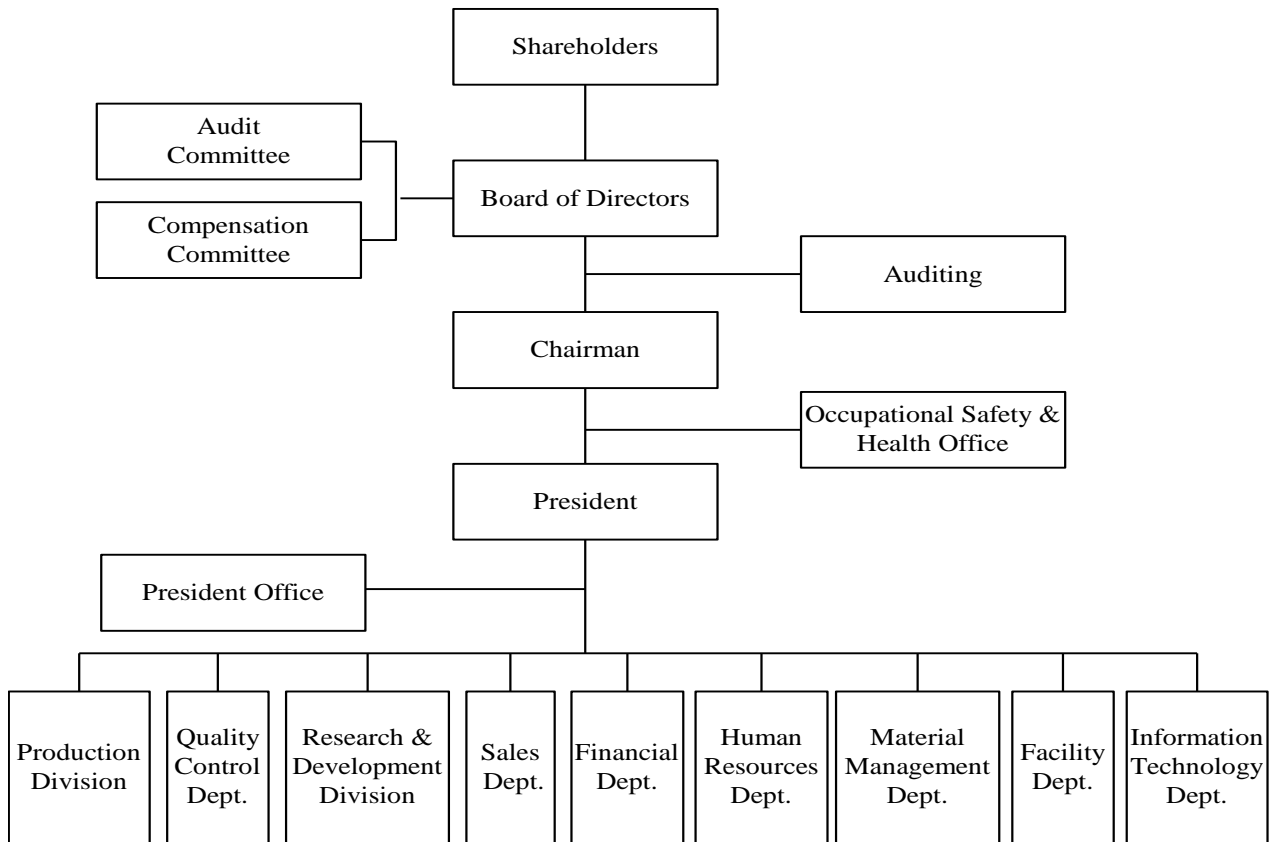 Shareholders
Audit
Committee
Board of Directors
Compensation
Committee
Auditing
Chairman
Occupational Safety &
Health Office
President
President Office
Production
Division
Quality
Control
Dept.
Research &
Development
Division
Sales
Dept.
Financial
Dept.
Human
Resources
Dept.
Material
Management
Dept.
Facility
Dept.
Information
Technology
Dept.